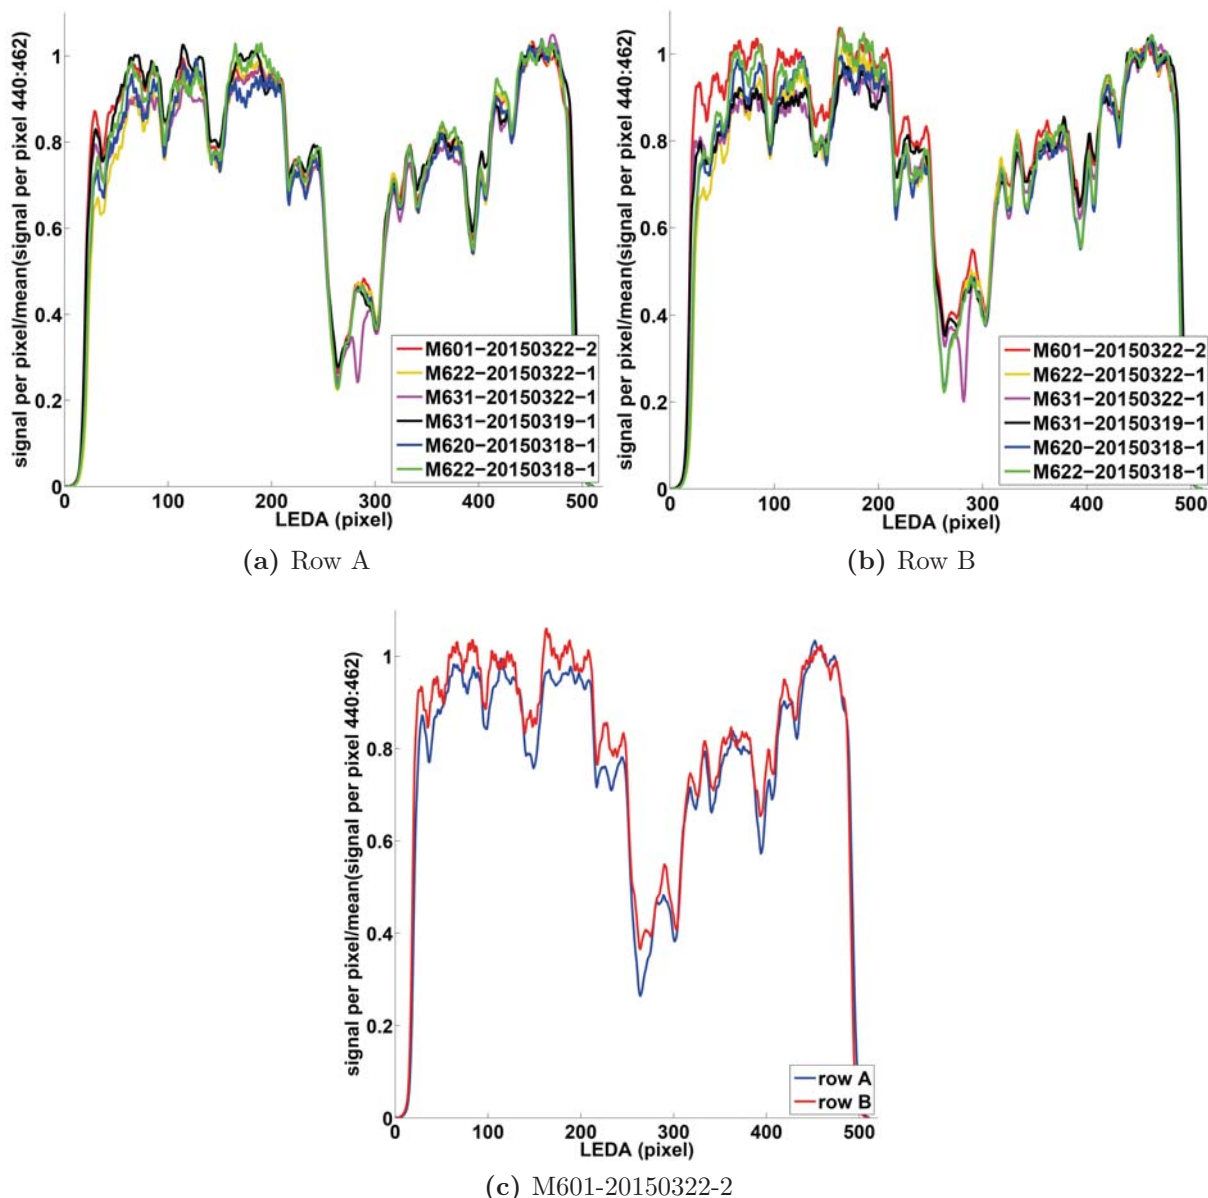 signal per pixel/mean(signal per pixel 440:462)
1
0.8
0.6
0.4
0.2
0
0 100 200 300 400 500
LEDA (pixel)
M601−20150322−2
M622−20150322−1
M631−20150322−1
M631−20150319−1
M620−20150318−1
M622−20150318−1
(a) Row A
signal per pixel/mean(signal per pixel 440:462)
1
0.8
0.6
0.4
0.2
0
0 100 200 300 400 500
LEDA (pixel)
M601−20150322−2
M622−20150322−1
M631−20150322−1
M631−20150319−1
M620−20150318−1
M622−20150318−1
(b) Row B
signal per pixel/mean(signal per pixel 440:462)
1
0.8
0.6
0.4
0.2
0
0 100 200 300 400 500
LEDA (pixel)
row A
row B
(c) M601-20150322-2